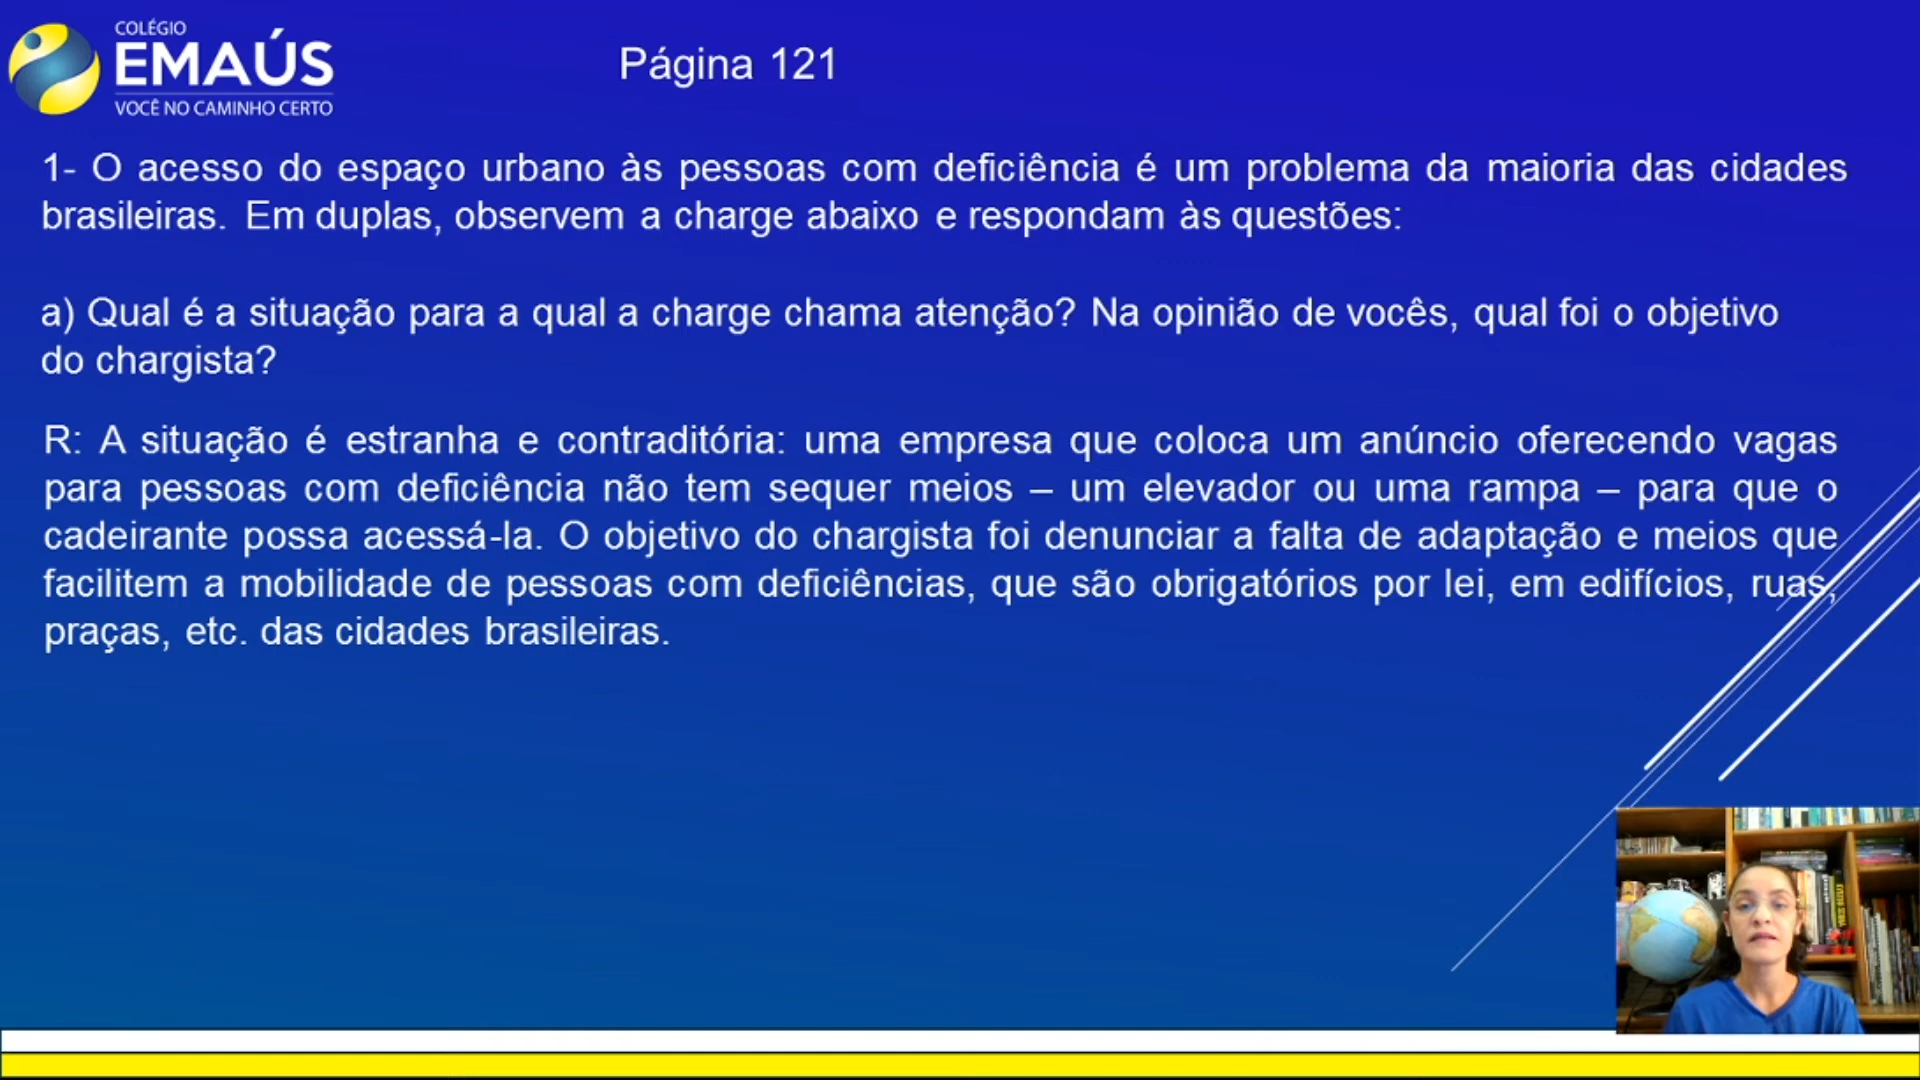 COLÉGIO
EMAÚS
VOCÊ NO CAMINHO CERTO
Página 121
1- O acesso do espaço urbano às pessoas com deficiência é um problema da maioria das cidades
brasileiras. Em duplas, observem a charge abaixo e respondam às questões:
a) Qual é a situação para a qual a charge chama atenção? Na opinião de vocês, qual foi o objetivo
do chargista?
R: A situação é estranha e contraditória: uma empresa que coloca um anúncio oferecendo vagas
para pessoas com deficiência não tem sequer meios – um elevador ou uma rampa – para que o
cadeirante possa acessá-la. O objetivo do chargista foi denunciar a falta de adaptação e meios que
facilitem a mobilidade de pessoas com deficiências, que são obrigatórios por lei, em edifícios, ruas,
praças, etc. das cidades brasileiras.